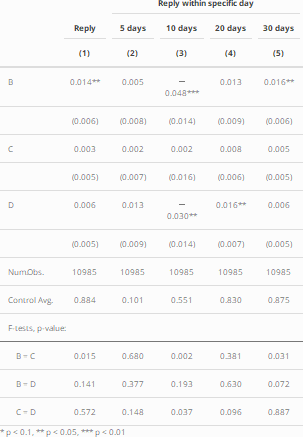 Reply within specific day
Reply 5 days 10 days 20 days 30 days
(1) (2) (3) (4) (5)
B 0.014** 0.005 — 0.048*** 0.013 0.016**
(0.006) (0.008) (0.014) (0.009) (0.006)
C 0.003 0.002 0.002 0.008 0.005
(0.005) (0.007) (0.016) (0.006) (0.005)
D 0.006 0.013 — 0.030** 0.016** 0.006
(0.005) (0.009) (0.014) (0.007) (0.005)
Num.Obs. 10985 10985 10985 10985 10985
Control Avg. 0.884 0.101 0.551 0.830 0.875
F-tests, p-value:
B = C 0.015 0.680 0.002 0.381 0.031
B = D 0.141 0.377 0.193 0.630 0.072
C = D 0.572 0.148 0.037 0.096 0.887
* p < 0.1, ** p < 0.05, *** p < 0.01